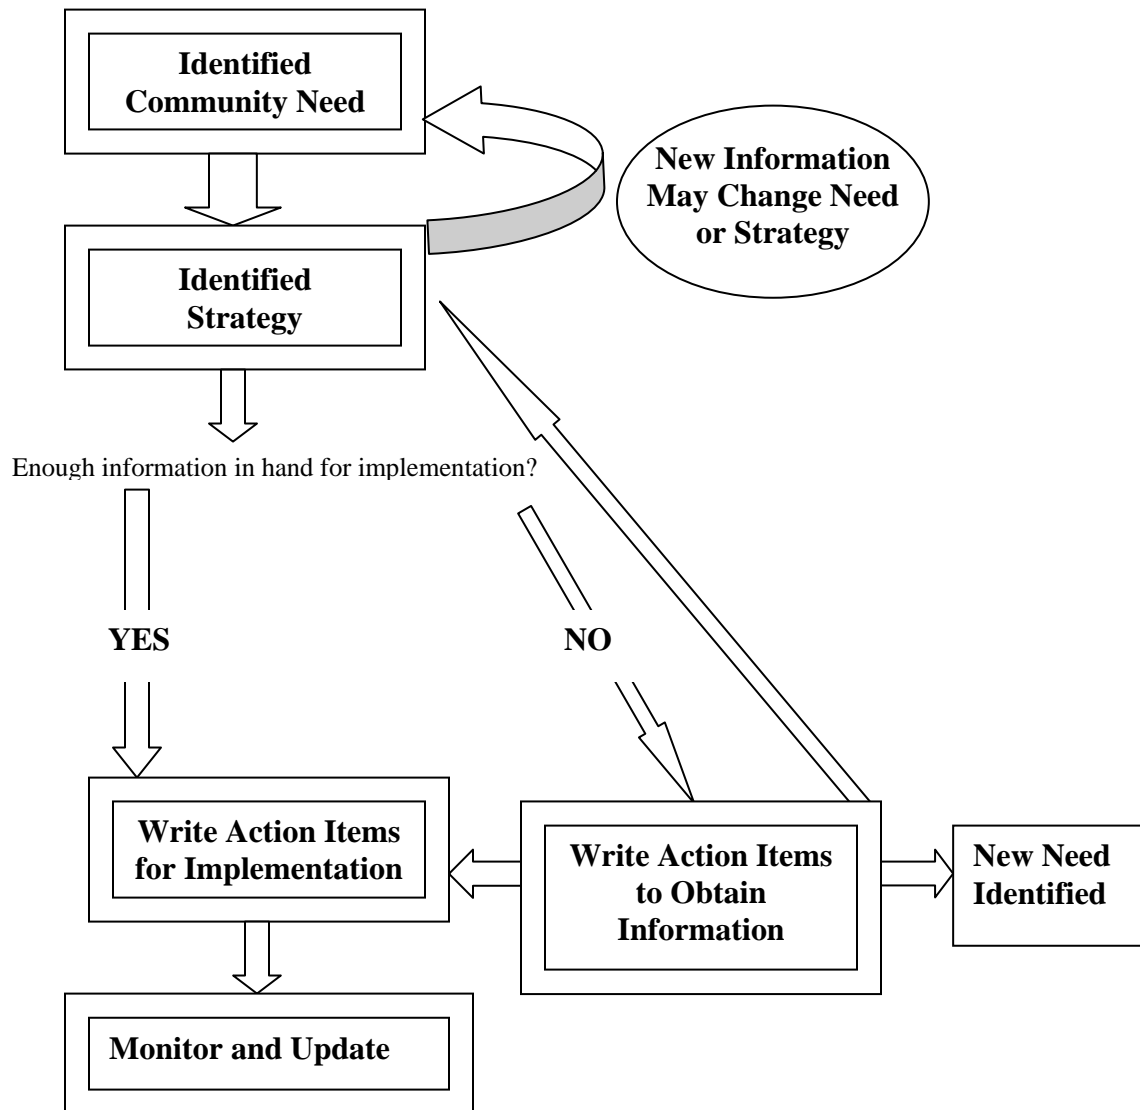 Identified
Community Need
New Information
May Change Need
or Strategy
Identified
Strategy
Enough information in hand for implementation?
YES
NO
Write Action Items
for Implementation
Write Action Items
to Obtain
Information
New Need
Identified
Monitor and Update